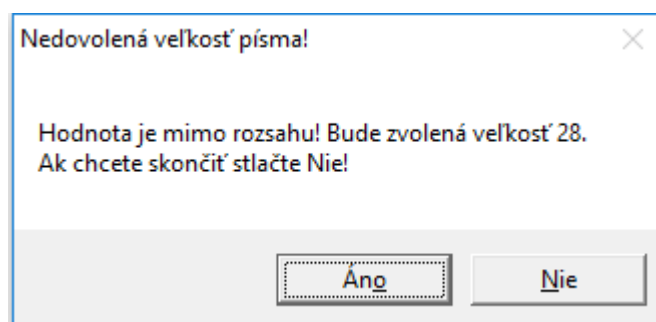 Nedovolená veľkosť písma!
Hodnota je mimo rozsahu! Bude zvolená veľkosť 28.
Ak chcete skončiť stlačte Nie!
Áno Nie